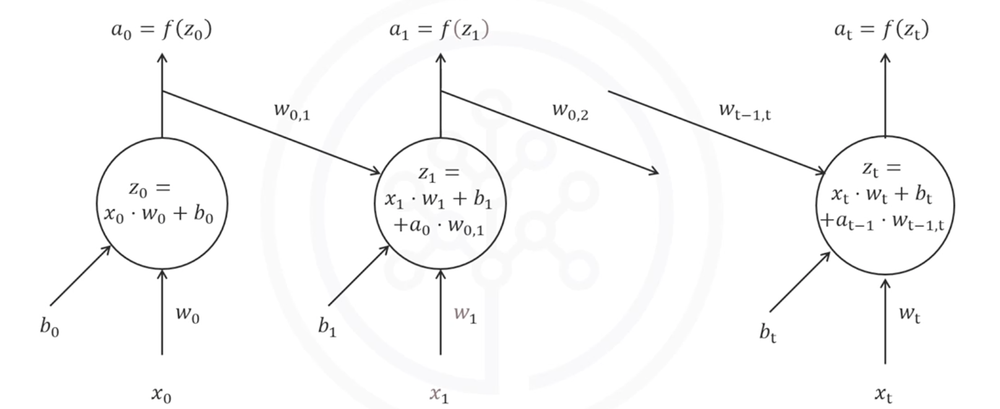 a₀ = f(z₀)
a₁ = f(z₁)
aₜ = f(zₜ)
w₀,₁
w₀,₂
wₜ₋₁,ₜ
z₀ =
x₀ · w₀ + b₀
z₁ =
x₁ · w₁ + b₁
+a₀ · w₀,₁
zₜ =
xₜ · wₜ + bₜ
+aₜ₋₁ · wₜ₋₁,ₜ
b₀
w₀
b₁
w₁
bₜ
wₜ
x₀
x₁
xₜ